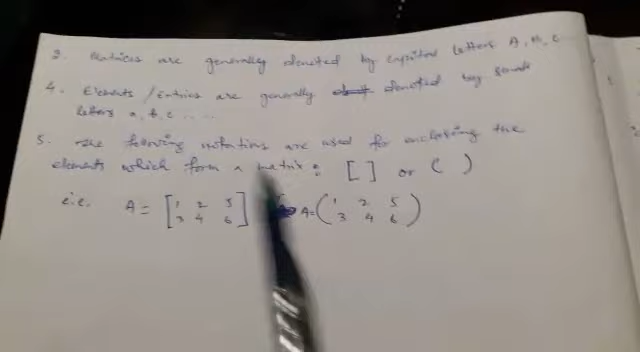 3. Matrices are generally denoted by capital letters A, B, C
4. Elements / Entries are generally denoted by small
letters a, b, c .....
5. The following notations are used for enclosing the
elements which form a matrix: [ ] or ( )
i.e. A = [1 2 5 3 4 6] A = (1 2 5 3 4 6)